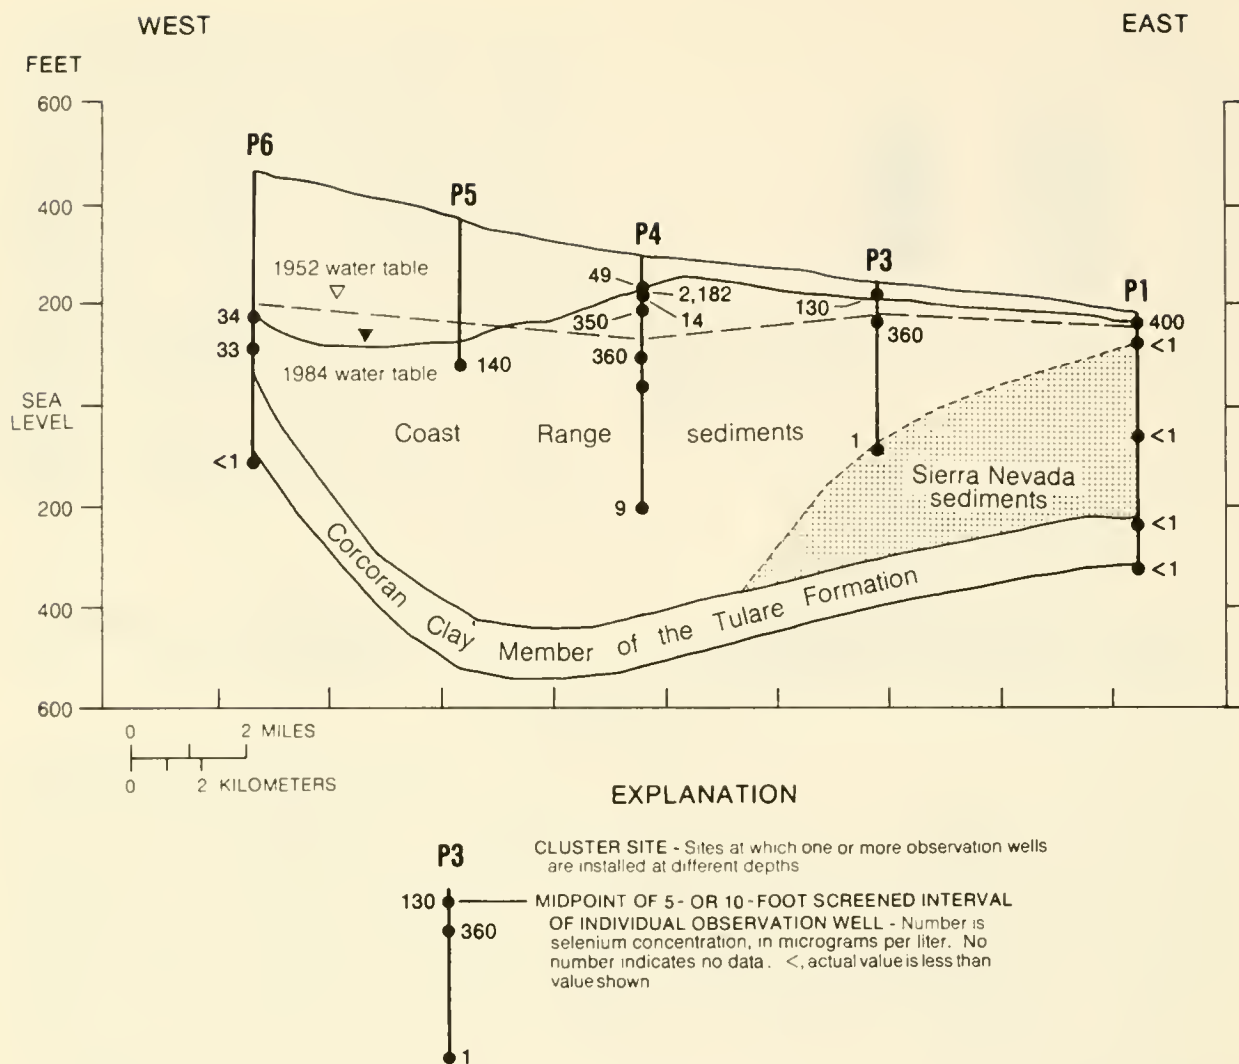 WEST
EAST
FEET
600
400
200
SEA
LEVEL
200
400
600
P6
P5
P4
P3
P1
1952 water table
1984 water table
34
33
<1
140
49
2,182
14
350
360
9
130
360
1
400
<1
<1
<1
<1
Coast Range sediments
Sierra Nevada
sediments
Corcoran Clay Member of the Tulare Formation
0 2 MILES
0 2 KILOMETERS
EXPLANATION
P3
130
360
1
CLUSTER SITE - Sites at which one or more observation wells
are installed at different depths
MIDPOINT OF 5- OR 10-FOOT SCREENED INTERVAL
OF INDIVIDUAL OBSERVATION WELL - Number is
selenium concentration, in micrograms per liter. No
number indicates no data. <, actual value is less than
value shown